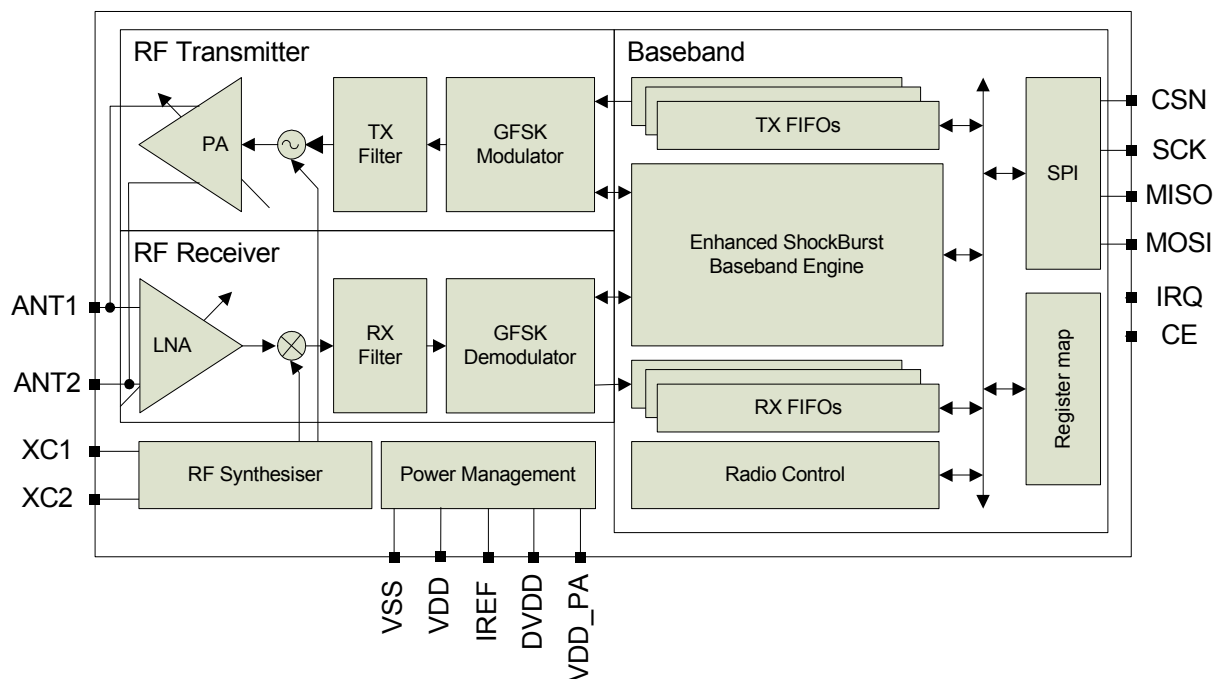 RF Transmitter
Baseband
PA
TX
Filter
GFSK
Modulator
TX FIFOs
SPI
CSN
SCK
MISO
MOSI
Enhanced ShockBurst
Baseband Engine
RF Receiver
ANT1
ANT2
LNA
RX
Filter
GFSK
Demodulator
RX FIFOs
Register map
IRQ
CE
XC1
XC2
RF Synthesiser
Power Management
Radio Control
VSS
VDD
IREF
DVDD
VDD_PA